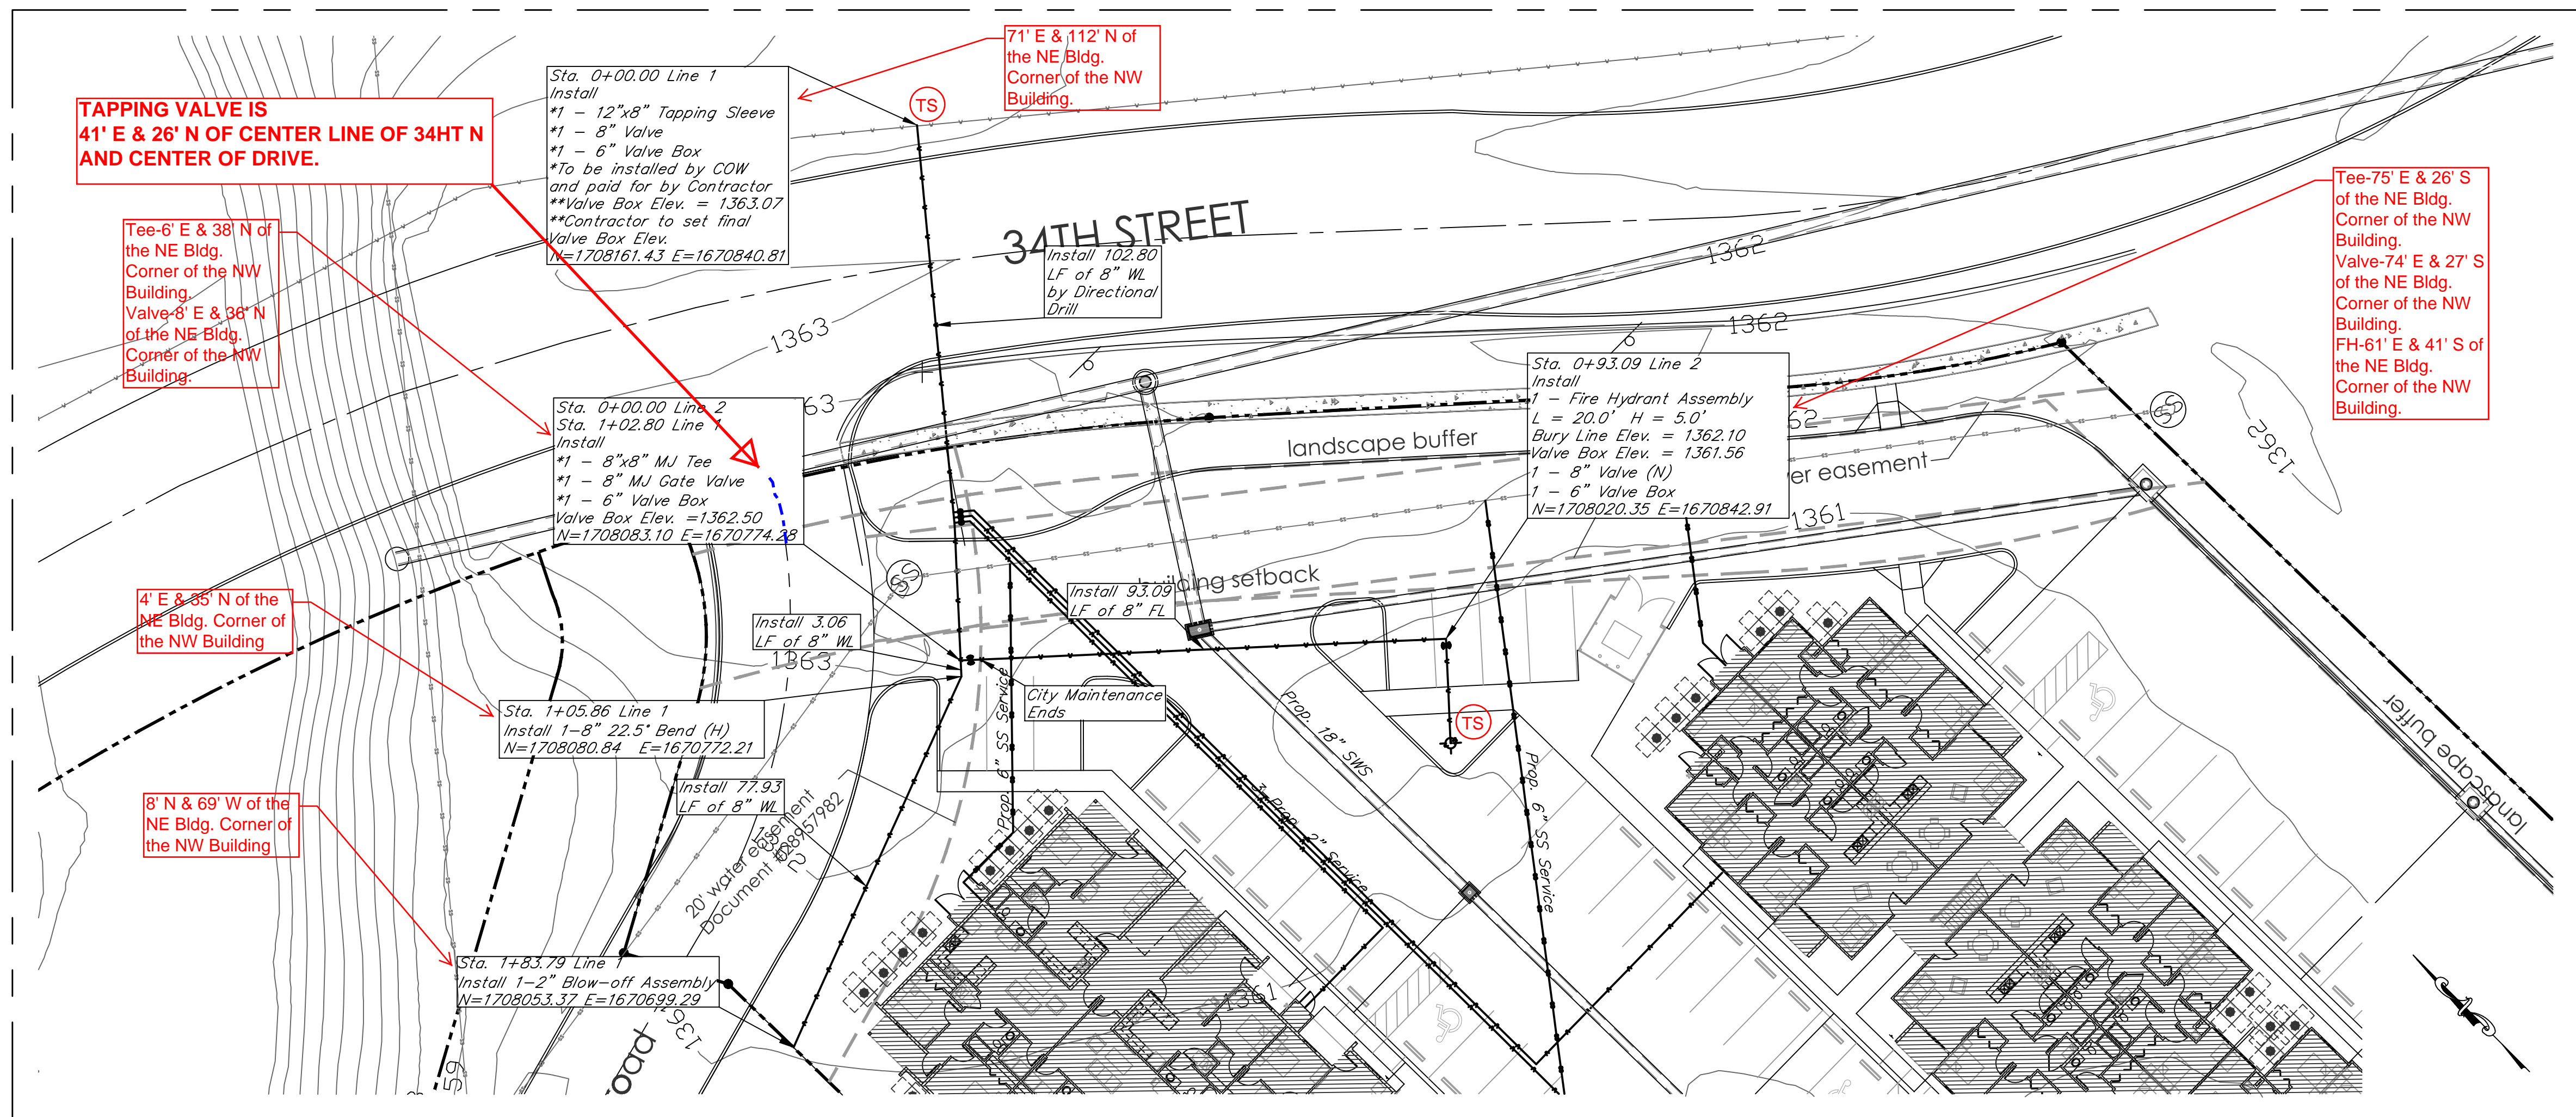 71' E & 112' N of
the NE Bldg.
Corner of the NW
Building.
TS
TAPPING VALVE IS
41' E & 26' N OF CENTER LINE OF 34HT N
AND CENTER OF DRIVE.
Sta. 0+00.00 Line 1
Install
*1 - 12"x8" Tapping Sleeve
*1 - 8" Valve
*1 - 6" Valve Box
*To be installed by COW
and paid for by Contractor
**Valve Box Elev. = 1363.07
**Contractor to set final
Valve Box Elev.
N=1708161.43 E=1670840.81
Tee-75' E & 26' S
of the NE Bldg.
Corner of the NW
Building.
Valve-74' E & 27' S
of the NE Bldg.
Corner of the NW
Building.
FH-61' E & 41' S of
the NE Bldg.
Corner of the NW
Building.
Tee-6' E & 38' N of
the NE Bldg.
Corner of the NW
Building.
Valve-8' E & 36' N
of the NE Bldg.
Corner of the NW
Building.
34TH STREET
Install 102.80
LF of 8" WL
by Directional
Drill
1362
1363
1362
Sta. 0+93.09 Line 2
Install
1 - Fire Hydrant Assembly
L = 20.0' H = 5.0'
Bury Line Elev. = 1362.10
Valve Box Elev. = 1361.56
1 - 8" Valve (N)
1 - 6" Valve Box
N=1708020.35 E=1670842.91
Sta. 0+00.00 Line 2
Sta. 1+02.80 Line 1
Install
*1 - 8"x8" MJ Tee
*1 - 8" MJ Gate Valve
*1 - 6" Valve Box
Valve Box Elev. =1362.50
N=1708083.10 E=1670774.28
63
62
SS
1362
landscape buffer
er easement
1361
SS
building setback
Install 93.09
LF of 8" FL
4' E & 35' N of the
NE Bldg. Corner of
the NW Building
Install 3.06
LF of 8" WL
1363
City Maintenance
Ends
Sta. 1+05.86 Line 1
Install 1-8" 22.5° Bend (H)
N=1708080.84 E=1670772.21
Prop. 6" SS Service
Prop. 18" SWS
TS
Prop. 6" SS Service
landscape buffer
8' N & 69' W of the
NE Bldg. Corner of
the NW Building
Install 77.93
LF of 8" WL
20' water easement
Document #28957982
3-Prop. 2" Service
Sta. 1+83.79 Line 1
Install 1-2" Blow-off Assembly
N=1708053.37 E=1670699.29
1361
136
oad
59